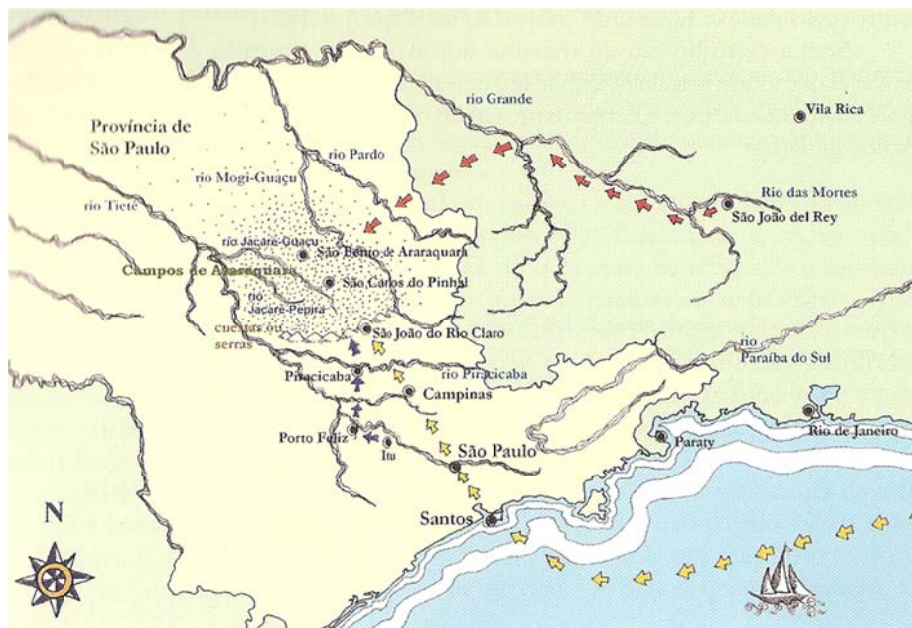 rio Grande
Vila Rica
Província de
São Paulo
rio Pardo
rio Mogi-Guaçu
Rio das Mortes
São João del Rey
rio Tietê
rio Jacaré-Guaçu
São Bento de Araraquara
Campos de Araraquara
São Carlos do Pinhal
rio
Jacaré-Pepira
cuestas ou
serras
São João do Rio Claro
rio
Paraíba do Sul
Piracicaba
rio Piracicaba
Campinas
Porto Feliz
Itu
São Paulo
Paraty
Rio de Janeiro
Santos
N